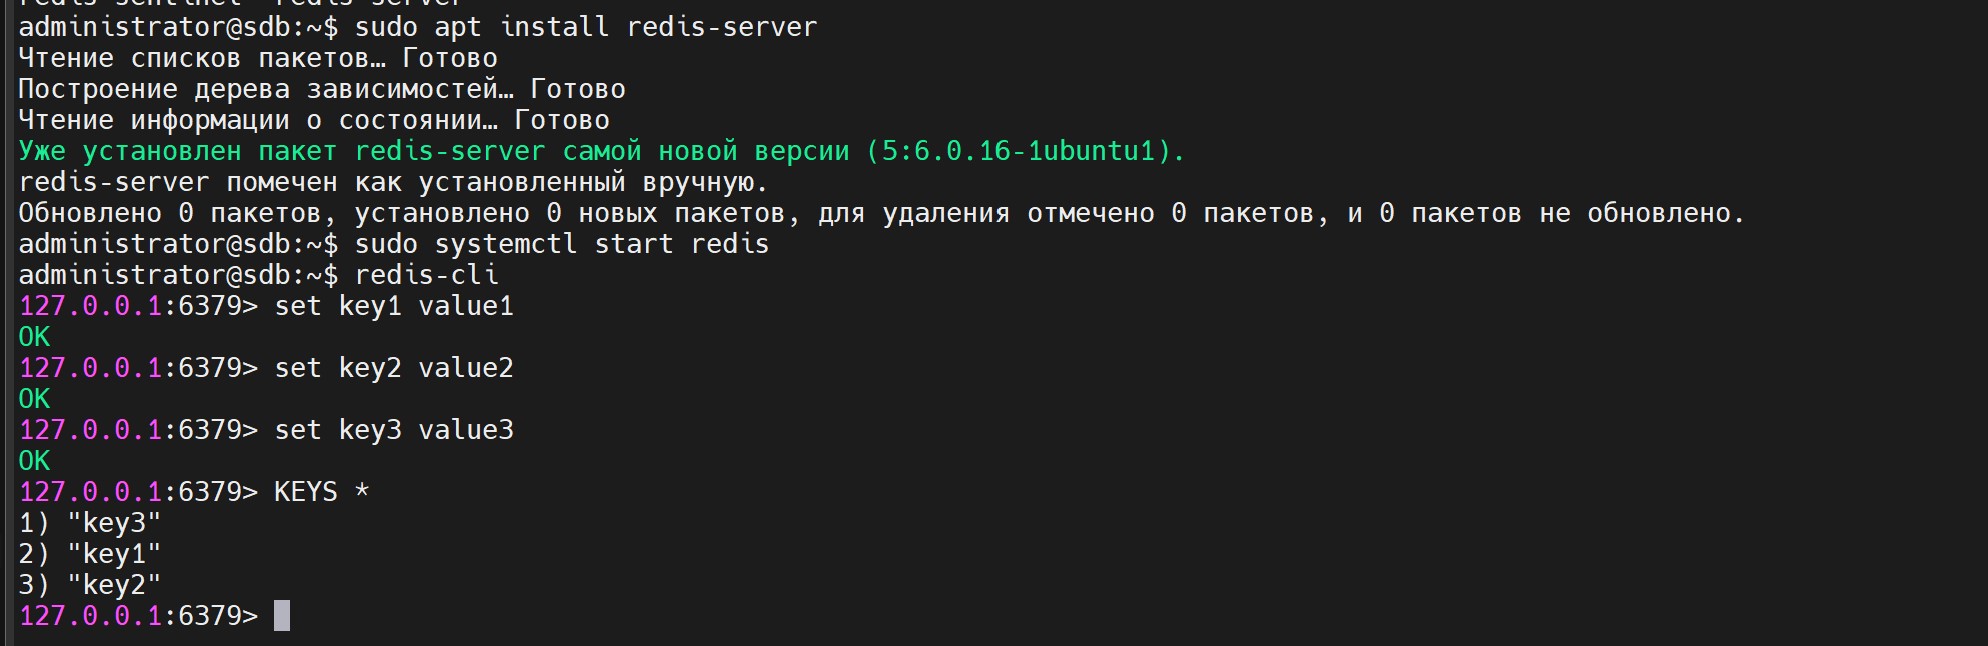 redis-sentinel redis-server
administrator@sdb:~$ sudo apt install redis-server
Чтение списков пакетов… Готово
Построение дерева зависимостей… Готово
Чтение информации о состоянии… Готово
Уже установлен пакет redis-server самой новой версии (5:6.0.16-1ubuntu1).
redis-server помечен как установленный вручную.
Обновлено 0 пакетов, установлено 0 новых пакетов, для удаления отмечено 0 пакетов, и 0 пакетов не обновлено.
administrator@sdb:~$ sudo systemctl start redis
administrator@sdb:~$ redis-cli
127.0.0.1:6379> set key1 value1
OK
127.0.0.1:6379> set key2 value2
OK
127.0.0.1:6379> set key3 value3
OK
127.0.0.1:6379> KEYS *
1) "key3"
2) "key1"
3) "key2"
127.0.0.1:6379>